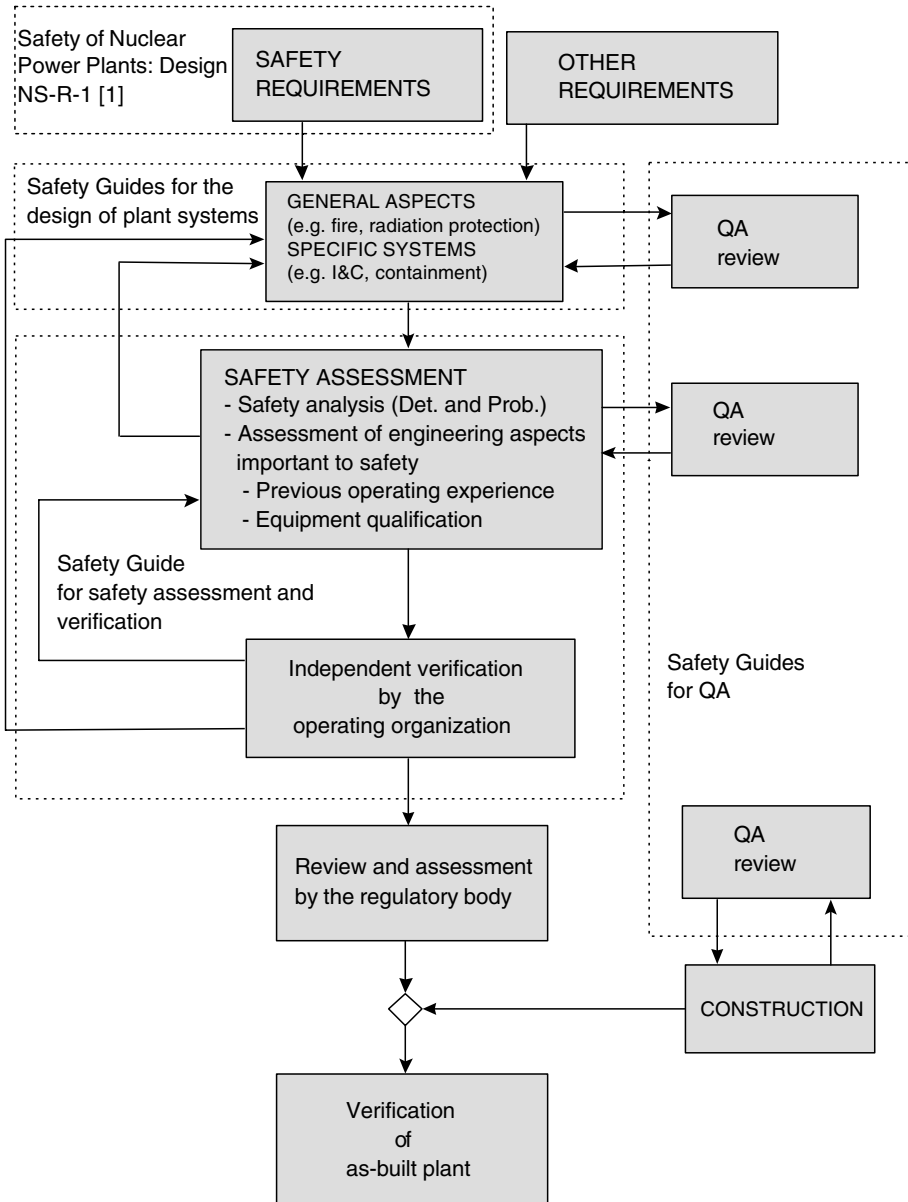 Safety of Nuclear
Power Plants: Design
NS-R-1 [1]
SAFETY
REQUIREMENTS
OTHER
REQUIREMENTS
Safety Guides for the
design of plant systems
GENERAL ASPECTS
(e.g. fire, radiation protection)
SPECIFIC SYSTEMS
(e.g. I&C, containment)
QA
review
SAFETY ASSESSMENT
- Safety analysis (Det. and Prob.)
- Assessment of engineering aspects
important to safety
- Previous operating experience
- Equipment qualification
QA
review
Safety Guide
for safety assessment and
verification
Independent verification
by the
operating organization
Safety Guides
for QA
Review and assessment
by the regulatory body
QA
review
CONSTRUCTION
Verification
of
as-built plant